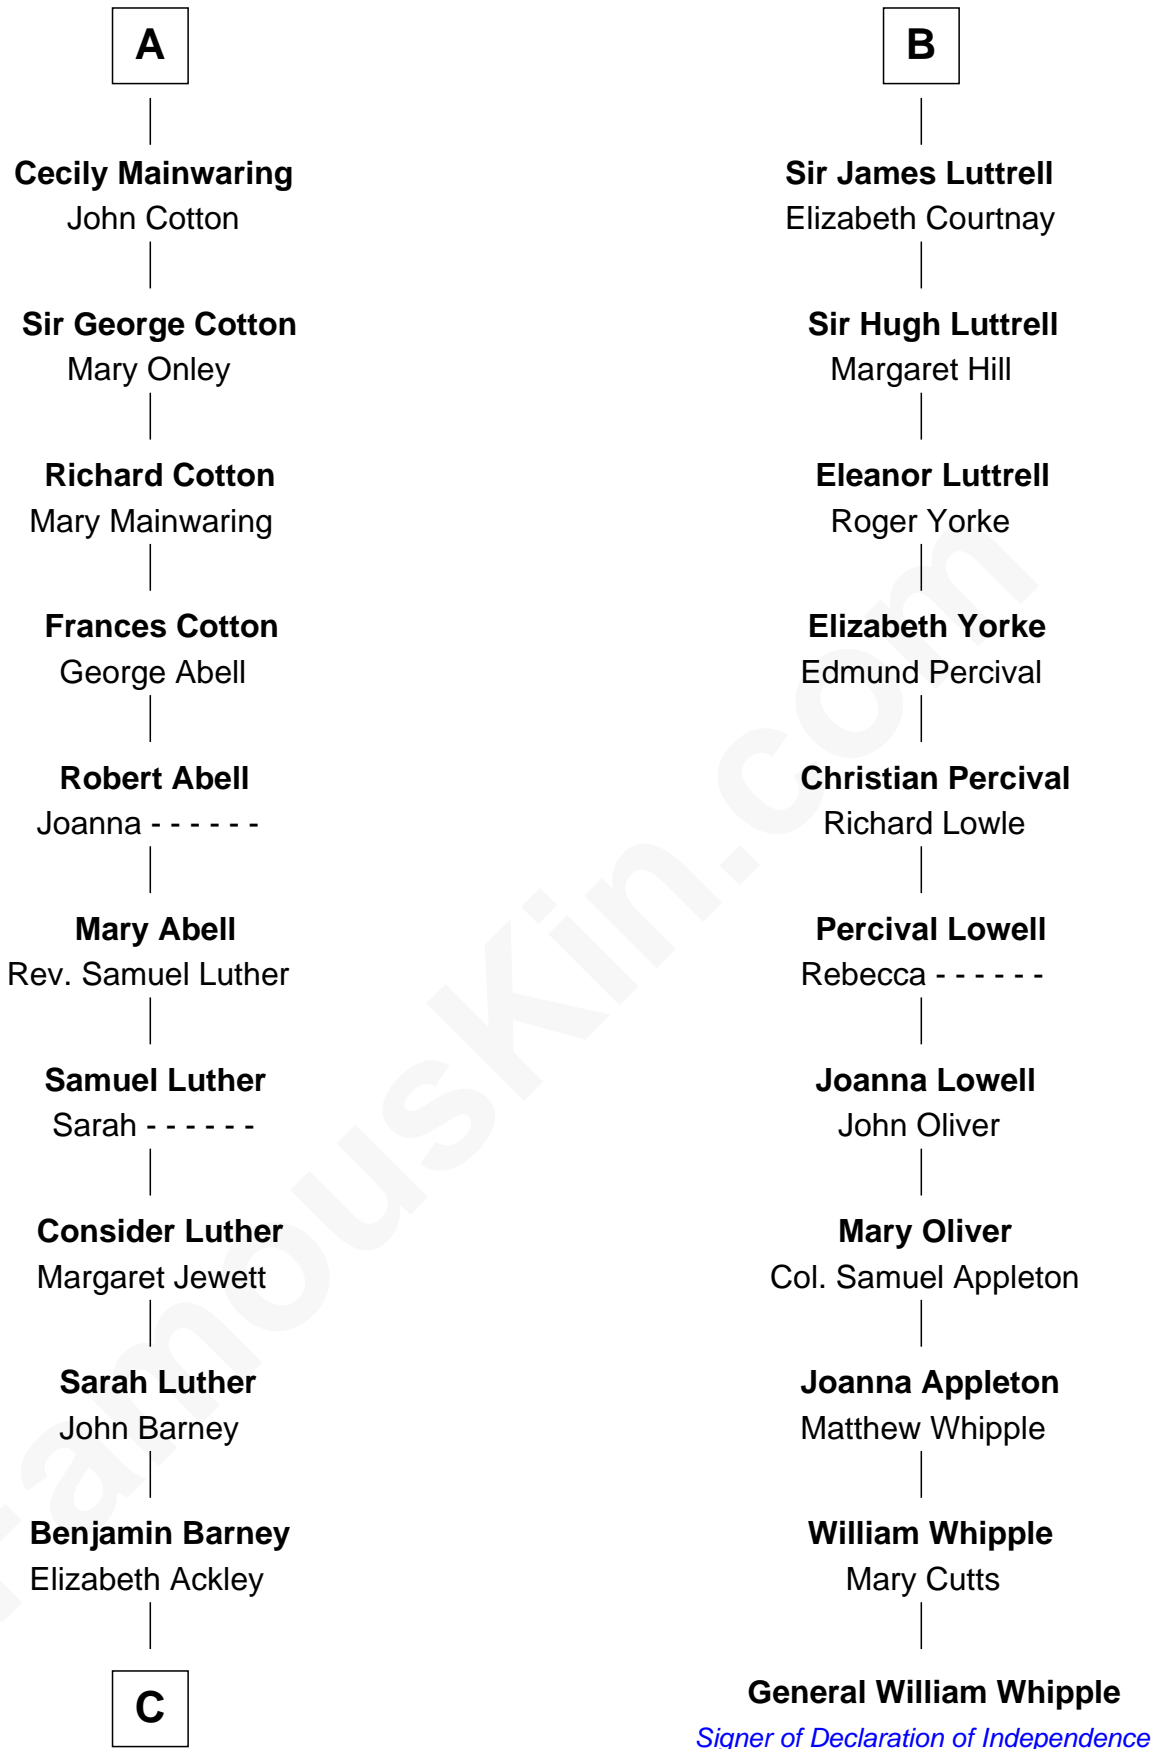 A
Cecily Mainwaring
John Cotton
Sir George Cotton
Mary Onley
Richard Cotton
Mary Mainwaring
Frances Cotton
George Abell
Robert Abell
Joanna - - - - - -
Mary Abell
Rev. Samuel Luther
Samuel Luther
Sarah - - - - - -
Consider Luther
Margaret Jewett
Sarah Luther
John Barney
Benjamin Barney
Elizabeth Ackley
C
B
Sir James Luttrell
Elizabeth Courtnay
Sir Hugh Luttrell
Margaret Hill
Eleanor Luttrell
Roger Yorke
Elizabeth Yorke
Edmund Percival
Christian Percival
Richard Lowle
Percival Lowell
Rebecca - - - - - -
Joanna Lowell
John Oliver
Mary Oliver
Col. Samuel Appleton
Joanna Appleton
Matthew Whipple
William Whipple
Mary Cutts
General William Whipple
Signer of Declaration of Independence
FamousKin.com